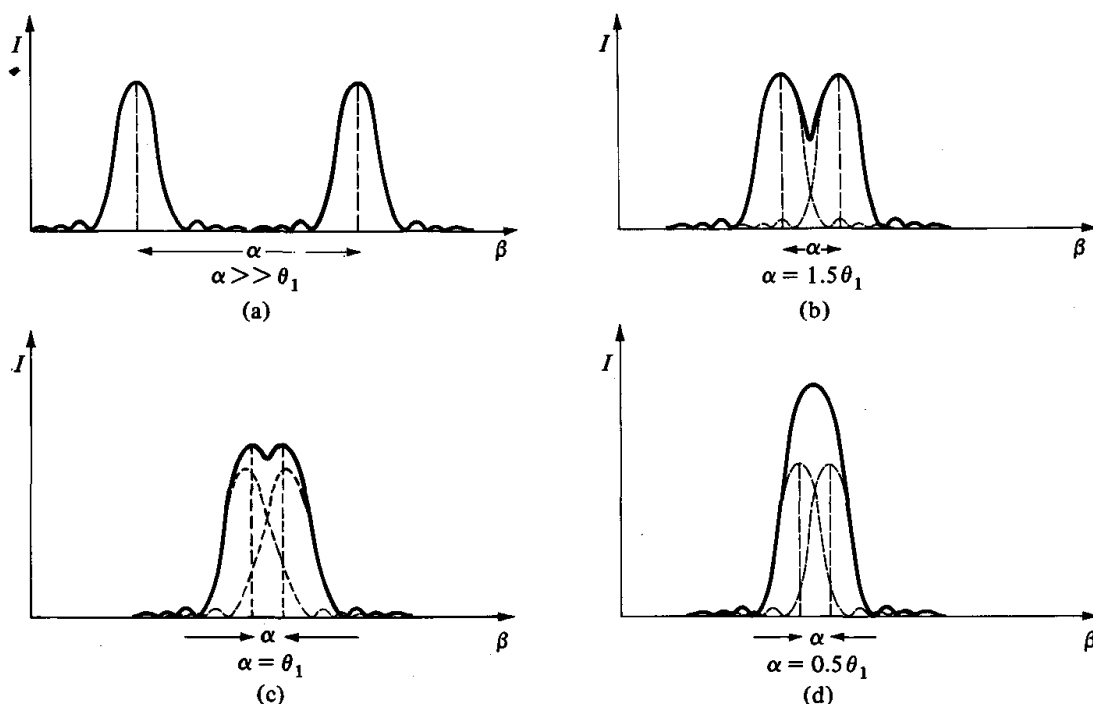 I
α
β
α >> θ₁
(a)
I
α
β
α = 1.5θ₁
(b)
I
α
β
α = θ₁
(c)
I
α
β
α = 0.5θ₁
(d)